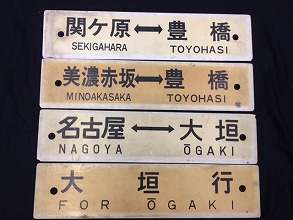 関ケ原⟷豊橋
SEKIGAHARA TOYOHASI
美濃赤坂⟷豊橋
MINOAKASAKA TOYOHASI
名古屋⟷大垣
NAGOYA ŌGAKI
大垣行
FOR ŌGAKI